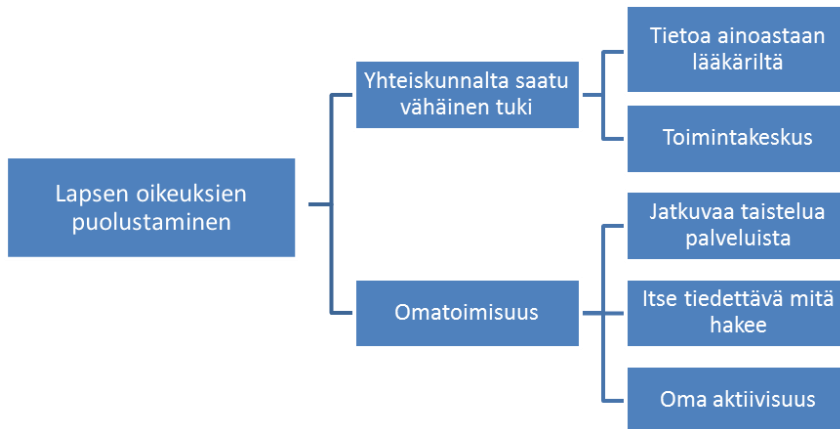 Lapsen oikeuksien
puolustaminen
Yhteiskunnalta saatu
vähäinen tuki
Tietoa ainoastaan
lääkäriltä
Toimintakeskus
Omatoimisuus
Jatkuvaa taistelua
palveluista
Itse tiedettävä mitä
hakee
Oma aktiivisuus